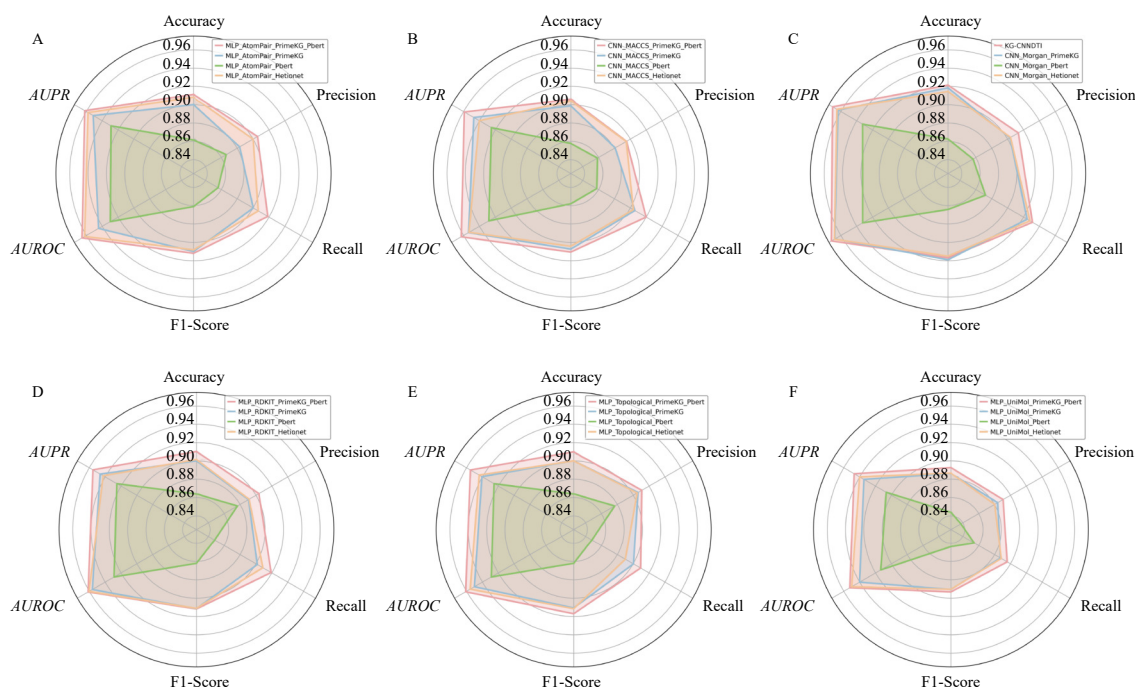 A
Accuracy
0.96
0.94
0.92
0.90
0.88
0.86
0.84
MLP_AtomPair_PrimeKG_Pbert
MLP_AtomPair_PrimeKG
MLP_AtomPair_Pbert
MLP_AtomPair_Hetionet
AUPR
Precision
AUROC
Recall
F1-Score
B
Accuracy
0.96
0.94
0.92
0.90
0.88
0.86
0.84
CNN_MACCS_PrimeKG_Pbert
CNN_MACCS_PrimeKG
CNN_MACCS_Pbert
CNN_MACCS_Hetionet
AUPR
Precision
AUROC
Recall
F1-Score
C
Accuracy
0.96
0.94
0.92
0.90
0.88
0.86
0.84
KG-CNNDTI
CNN_Morgan_PrimeKG
CNN_Morgan_Pbert
CNN_Morgan_Hetionet
AUPR
Precision
AUROC
Recall
F1-Score
D
Accuracy
0.96
0.94
0.92
0.90
0.88
0.86
0.84
MLP_RDKIT_PrimeKG_Pbert
MLP_RDKIT_PrimeKG
MLP_RDKIT_Pbert
MLP_RDKIT_Hetionet
AUPR
Precision
AUROC
Recall
F1-Score
E
Accuracy
0.96
0.94
0.92
0.90
0.88
0.86
0.84
MLP_Topological_PrimeKG_Pbert
MLP_Topological_PrimeKG
MLP_Topological_Pbert
MLP_Topological_Hetionet
AUPR
Precision
AUROC
Recall
F1-Score
F
Accuracy
0.96
0.94
0.92
0.90
0.88
0.86
0.84
MLP_UniMol_PrimeKG_Pbert
MLP_UniMol_PrimeKG
MLP_UniMol_Pbert
MLP_UniMol_Hetionet
AUPR
Precision
AUROC
Recall
F1-Score